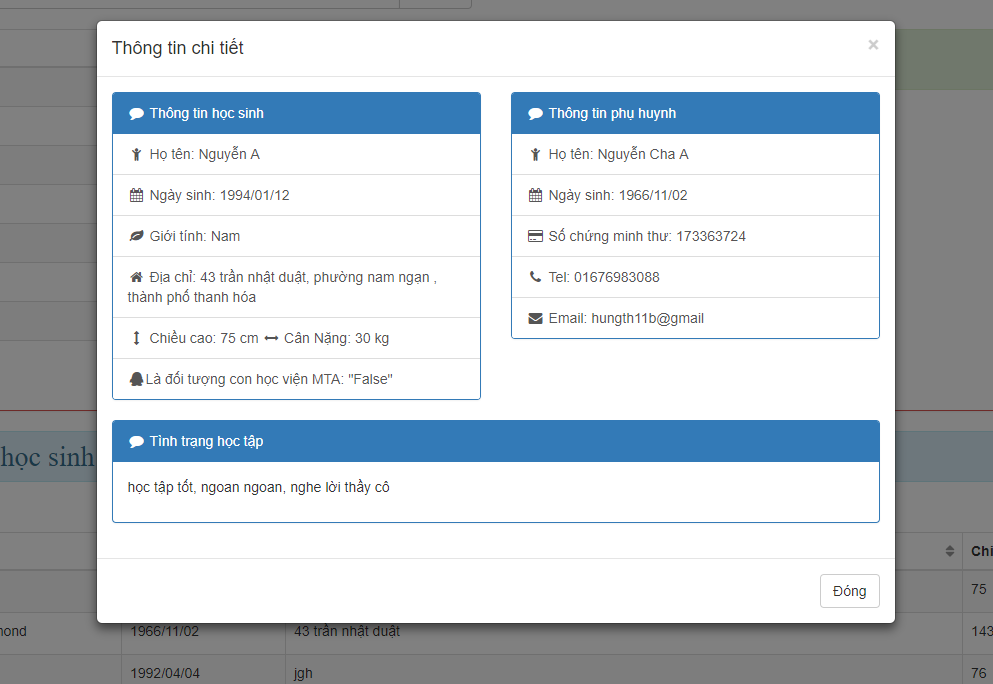 Thông tin chi tiết ×
Thông tin học sinh
Họ tên: Nguyễn A
Ngày sinh: 1994/01/12
Giới tính: Nam
Địa chỉ: 43 trần nhật duật, phường nam ngạn ,
thành phố thanh hóa
Chiều cao: 75 cm Cân Nặng: 30 kg
Là đối tượng con học viện MTA: "False"
Thông tin phụ huynh
Họ tên: Nguyễn Cha A
Ngày sinh: 1966/11/02
Số chứng minh thư: 173363724
Tel: 01676983088
Email: hungth11b@gmail
Tình trạng học tập
học tập tốt, ngoan ngoan, nghe lời thầy cô
Đóng
học sinh
Chi
75
mond 1966/11/02 43 trần nhật duật 143
1992/04/04 jgh 76